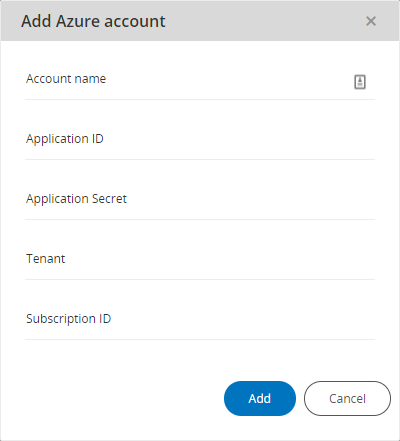 Add Azure account
Account name
Application ID
Application Secret
Tenant
Subscription ID
Add
Cancel